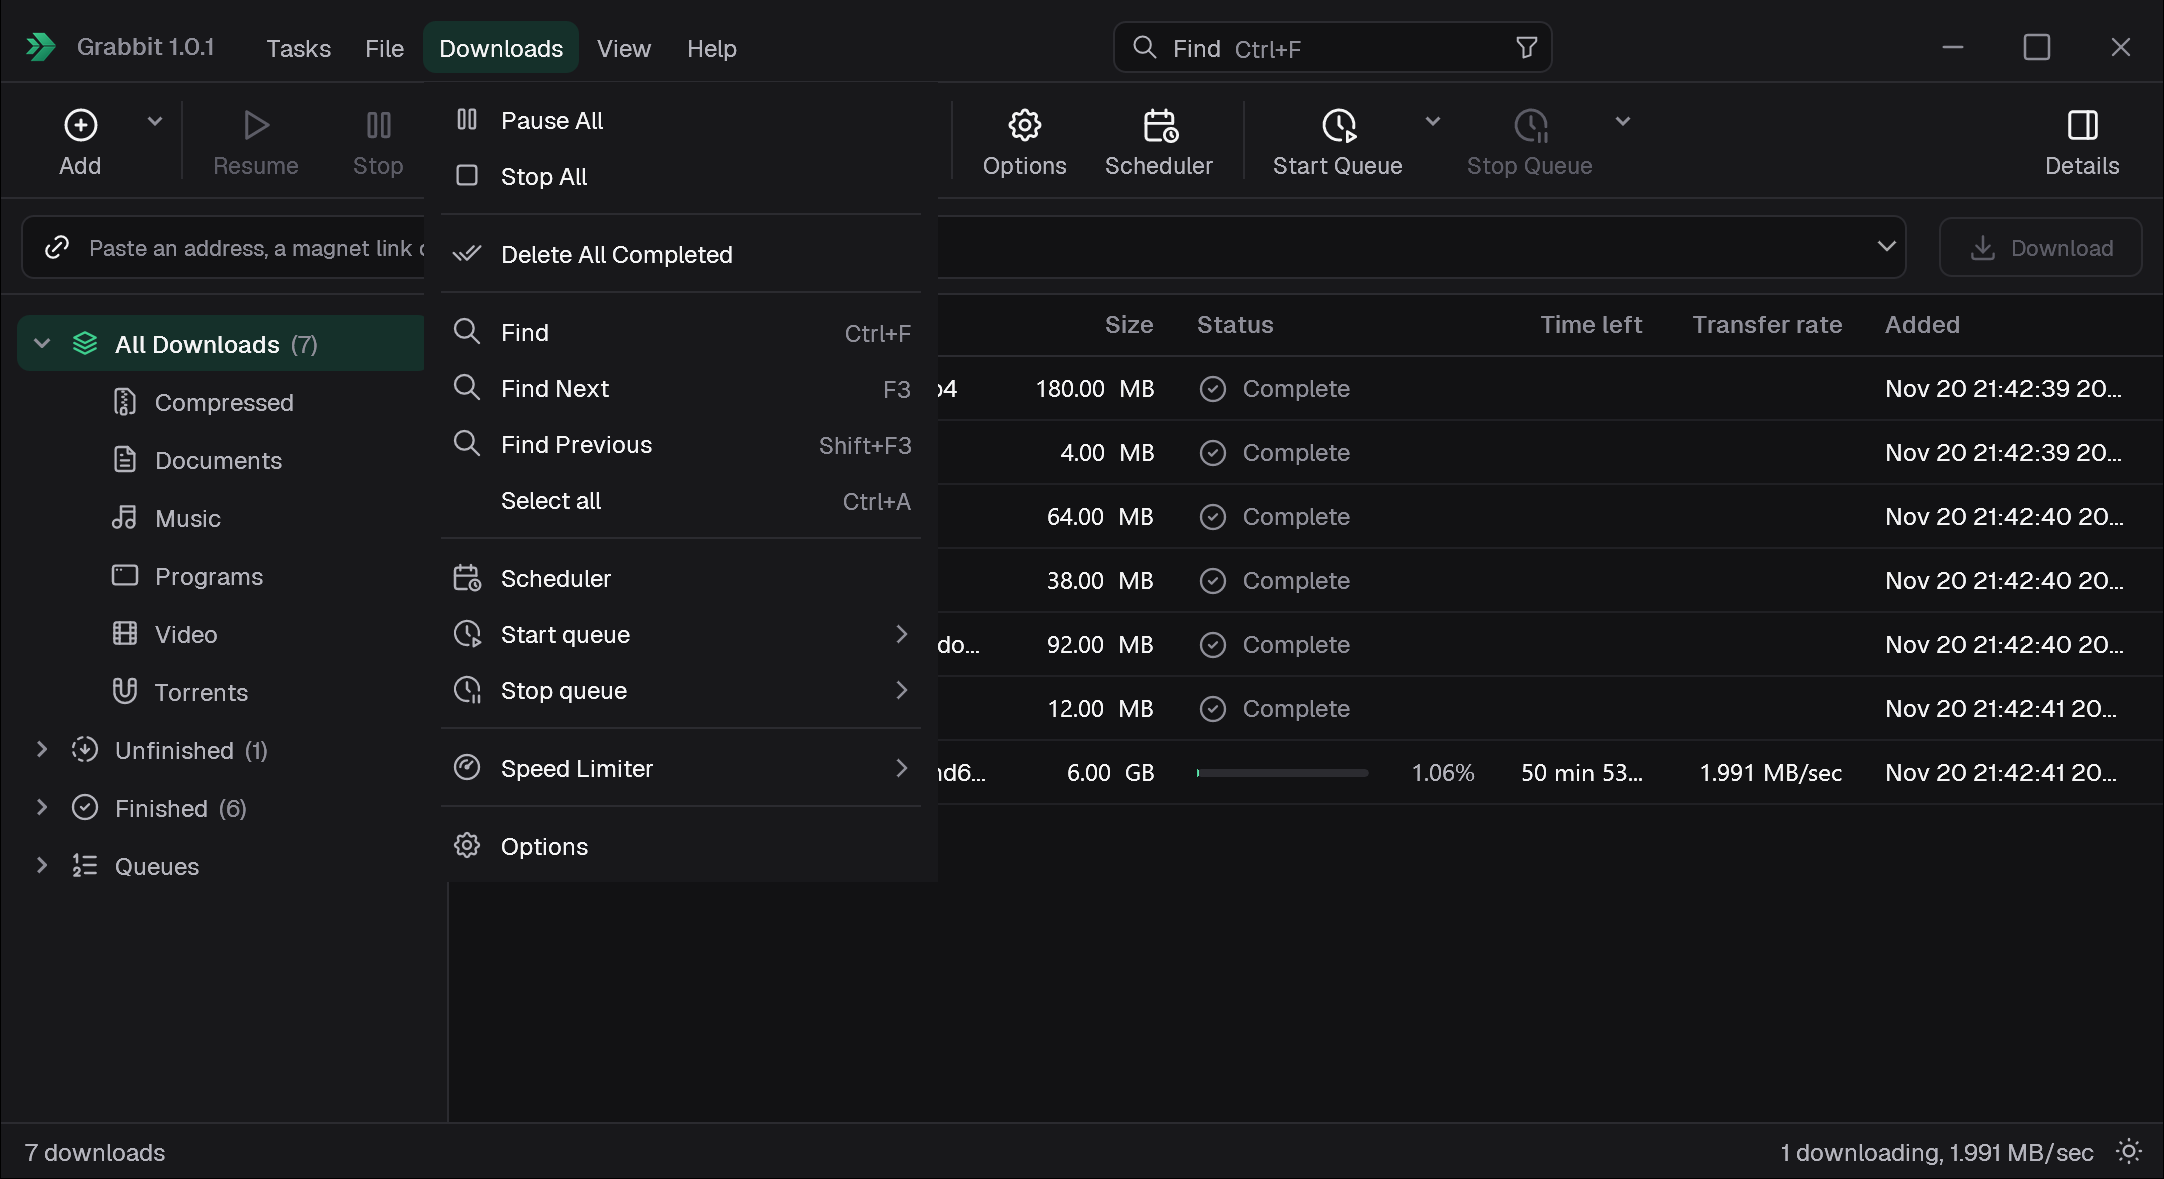 Grabbit 1.0.1
Tasks
File
Downloads
View
Help
Find Ctrl+F
Add
Resume
Stop
Options
Scheduler
Start Queue
Stop Queue
Details
Pause All
Stop All
Delete All Completed
Find Ctrl+F
Find Next F3
Find Previous Shift+F3
Select all Ctrl+A
Scheduler
Start queue
Stop queue
Speed Limiter
Options
Paste an address, a magnet link
Download
All Downloads (7)
Compressed
Documents
Music
Programs
Video
Torrents
Unfinished (1)
Finished (6)
Queues
Size Status Time left Transfer rate Added
180.00 MB Complete Nov 20 21:42:39 20...
4.00 MB Complete Nov 20 21:42:39 20...
64.00 MB Complete Nov 20 21:42:40 20...
38.00 MB Complete Nov 20 21:42:40 20...
do... 92.00 MB Complete Nov 20 21:42:40 20...
12.00 MB Complete Nov 20 21:42:41 20...
d6... 6.00 GB 1.06% 50 min 53... 1.991 MB/sec Nov 20 21:42:41 20...
7 downloads
1 downloading, 1.991 MB/sec